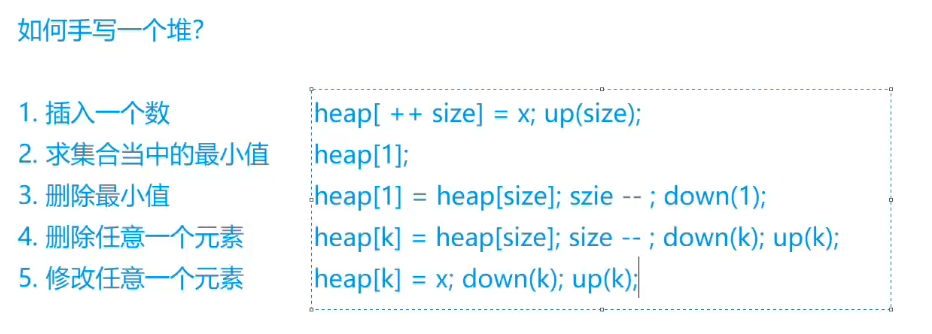 如何手写一个堆?
1. 插入一个数 heap[ ++ size] = x; up(size);
2. 求集合当中的最小值 heap[1];
3. 删除最小值 heap[1] = heap[size]; szie -- ; down(1);
4. 删除任意一个元素 heap[k] = heap[size]; size -- ; down(k); up(k);
5. 修改任意一个元素 heap[k] = x; down(k); up(k);